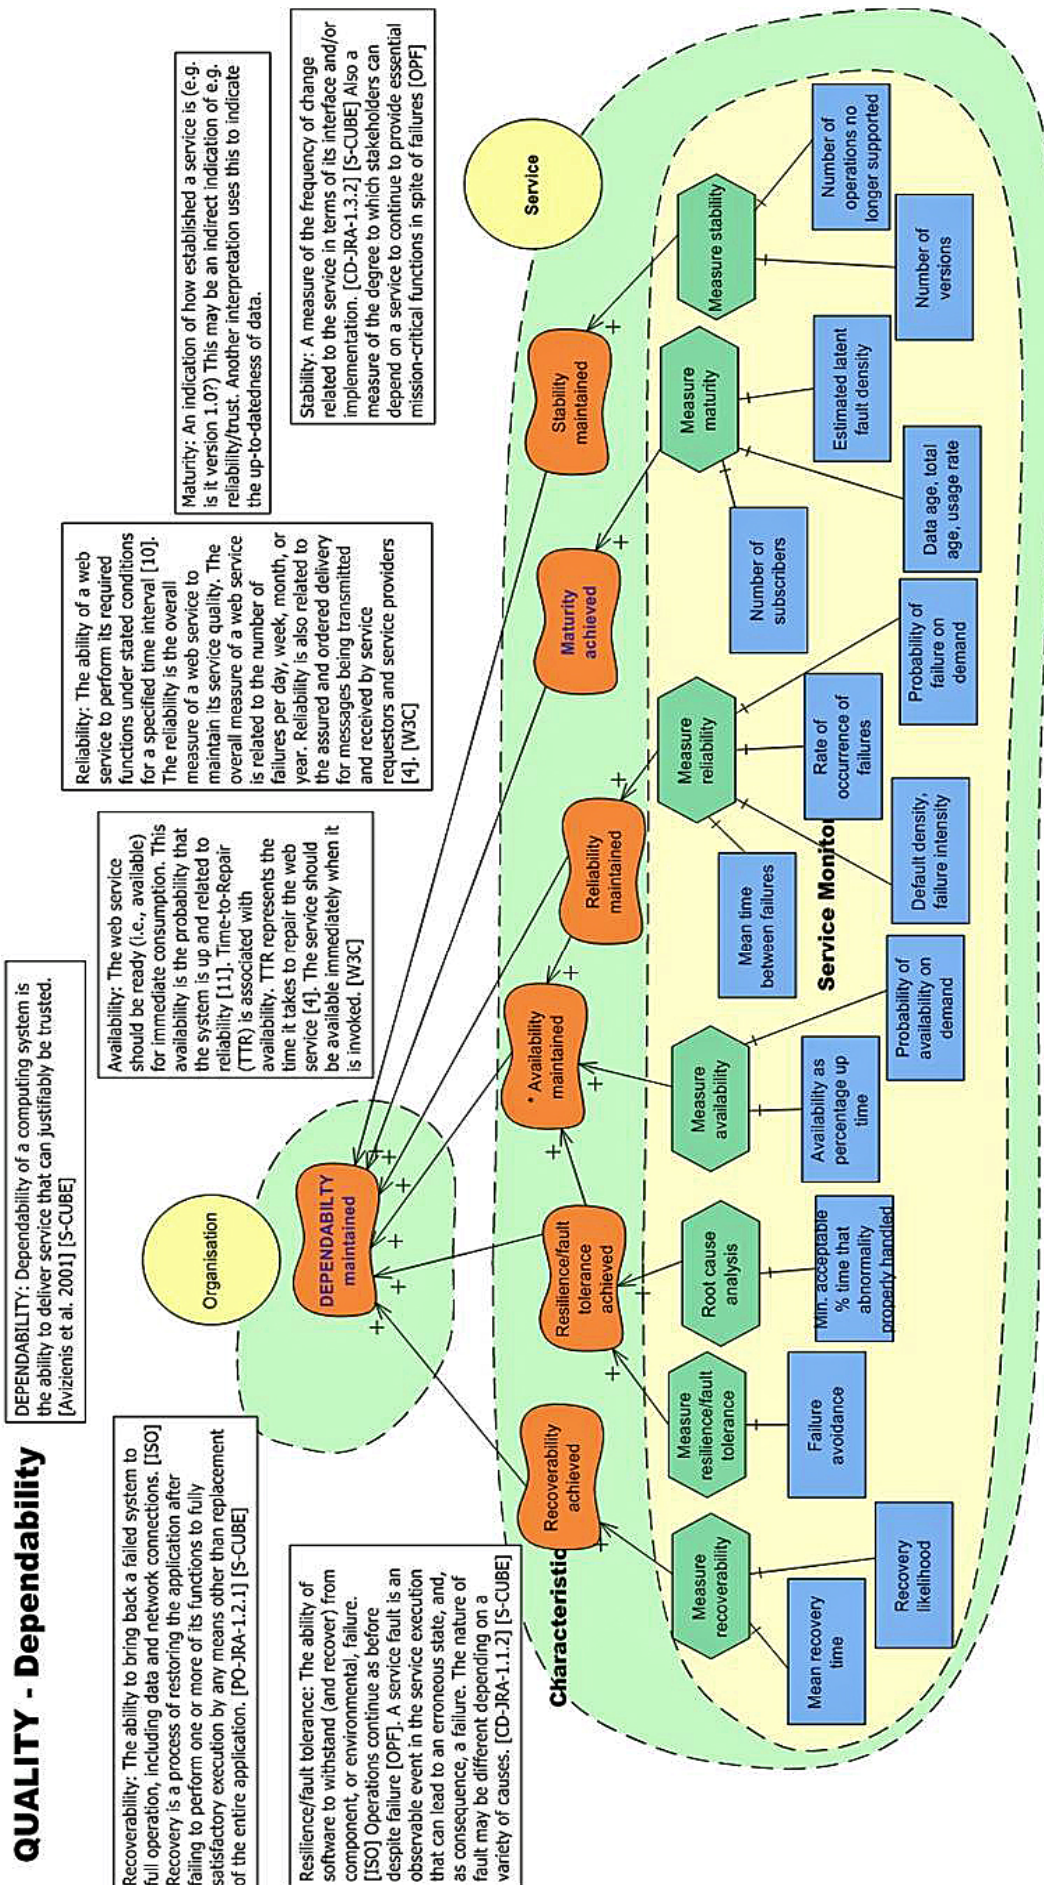 QUALITY - Dependability
DEPENDABILITY: Dependability of a computing system is
the ability to deliver service that can justifiably be trusted.
[Avizienis et al. 2001] [S-CUBE]
Recoverability: The ability to bring back a failed system to
full operation, including data and network connections. [ISO]
Recovery is a process of restoring the application after
failing to perform one or more of its functions to fully
satisfactory execution by any means other than replacement
of the entire application. [PO-JRA-1.2.1] [S-CUBE]
Resilience/fault tolerance: The ability of
software to withstand (and recover) from
component, or environmental, failure.
[ISO] Operations continue as before
despite failure [OPF]. A service fault is an
observable event in the service execution
that can lead to an erroneous state, and,
as consequence, a failure. The nature of
fault may be different depending on a
variety of causes. [CD-JRA-1.1.2] [S-CUBE]
Availability: The web service
should be ready (i.e., available)
for immediate consumption. This
availability is the probability that
the system is up and related to
reliability [11]. Time-to-Repair
(TTR) is associated with
availability. TTR represents the
time it takes to repair the web
service [4]. The service should
be available immediately when it
is invoked. [W3C]
Reliability: The ability of a web
service to perform its required
functions under stated conditions
for a specified time interval [10].
The reliability is the overall
measure of a web service to
maintain its service quality. The
overall measure of a web service
is related to the number of
failures per day, week, month, or
year. Reliability is also related to
the assured and ordered delivery
for messages being transmitted
and received by service
requestors and service providers
[4]. [W3C]
Maturity: An indication of how established a service is (e.g.
is it version 1.0?) This may be an indirect indication of e.g.
reliability/trust. Another interpretation uses this to indicate
the up-to-datedness of data.
Stability: A measure of the frequency of change
related to the service in terms of its interface and/or
implementation. [CD-JRA-1.3.2] [S-CUBE] Also a
measure of the degree to which stakeholders can
depend on a service to continue to provide essential
mission-critical functions in spite of failures [OPF]
Organisation
DEPENDABILTY
maintained
Service
Characteristic
Recoverability
achieved
Resilience/fault
tolerance
achieved
* Availability
maintained
Reliability
maintained
Maturity
achieved
Stability
maintained
Measure
recoverability
Measure
resilience/fault
tolerance
Root cause
analysis
Measure
availability
Measure
reliability
Measure
maturity
Measure stability
Mean recovery
time
Recovery
likelihood
Failure
avoidance
Min. acceptable
% time that
abnormality
properly handled
Availability as
percentage up
time
Probability of
availability on
demand
Mean time
between failures
Service Monitor
Default density,
failure intensity
Rate of
occurrence of
failures
Probability of
failure on
demand
Number of
subscribers
Data age, total
age, usage rate
Estimated latent
fault density
Number of
versions
Number of
operations no
longer supported